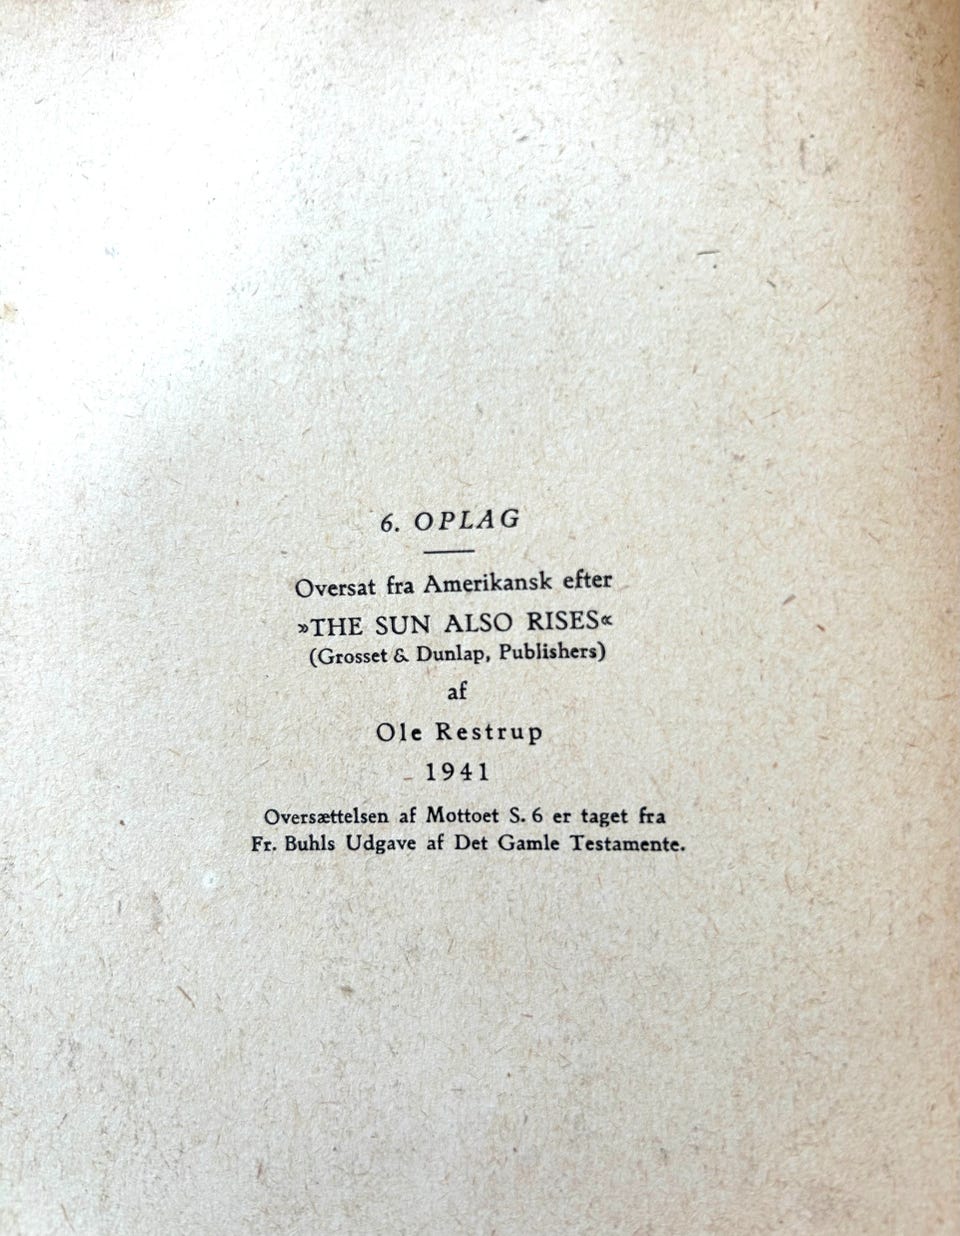 6. OPLAG
Oversat fra Amerikansk efter
»THE SUN ALSO RISES«
(Grosset & Dunlap, Publishers)
af
Ole Restrup
1941
Oversættelsen af Mottoet S. 6 er taget fra
Fr. Buhls Udgave af Det Gamle Testamente.